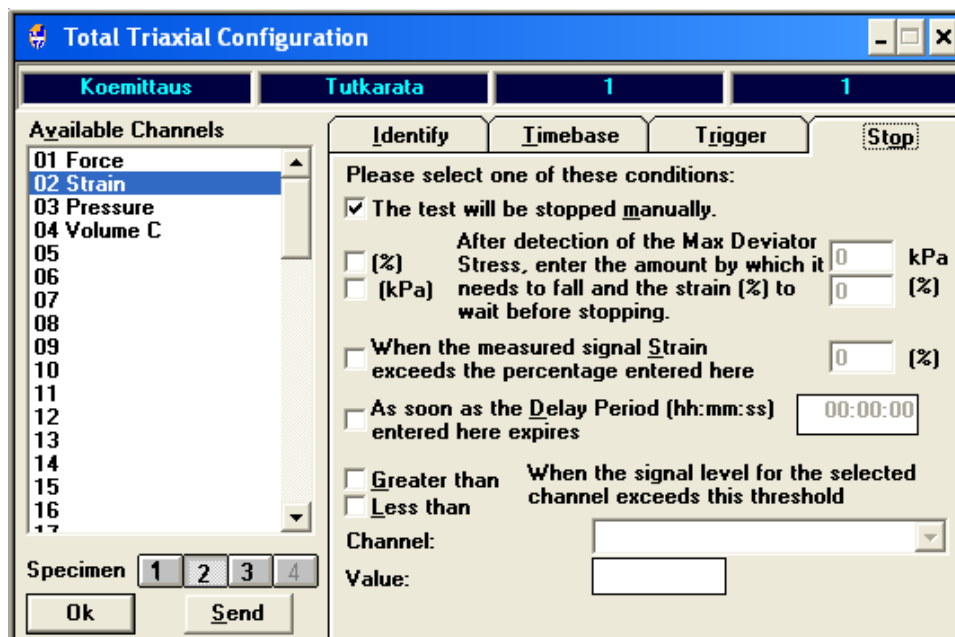 Total Triaxial Configuration
Koemittaus Tutkarata 1 1
Available Channels
01 Force
02 Strain
03 Pressure
04 Volume C
05
06
07
08
09
10
11
12
13
14
15
16
17
Specimen 1 2 3 4
Ok Send
Identify Timebase Trigger Stop
Please select one of these conditions:
The test will be stopped manually.
(%)
(kPa)
After detection of the Max Deviator
Stress, enter the amount by which it
needs to fall and the strain (%) to
wait before stopping.
0 kPa
0 (%)
When the measured signal Strain
exceeds the percentage entered here
0 (%)
As soon as the Delay Period (hh:mm:ss)
entered here expires
00:00:00
Greater than
Less than
When the signal level for the selected
channel exceeds this threshold
Channel:
Value: